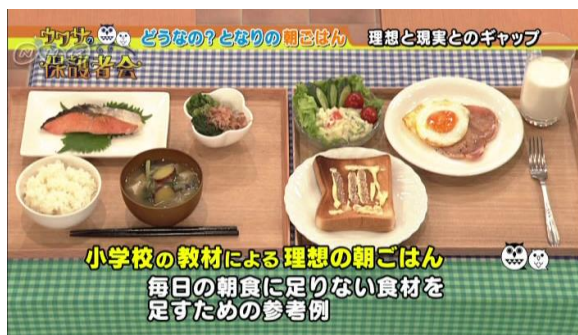 ウワサの
保護者会
どうなの？となりの朝ごはん
理想と現実とのギャップ
小学校の教材による理想の朝ごはん
毎日の朝食に足りない食材を
足すための参考例